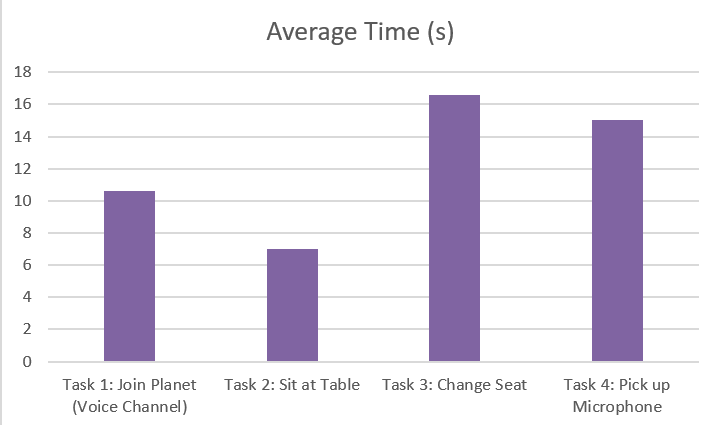 Average Time (s)
18
16
14
12
10
8
6
4
2
0
Task 1: Join Planet
(Voice Channel)
Task 2: Sit at Table
Task 3: Change Seat
Task 4: Pick up
Microphone